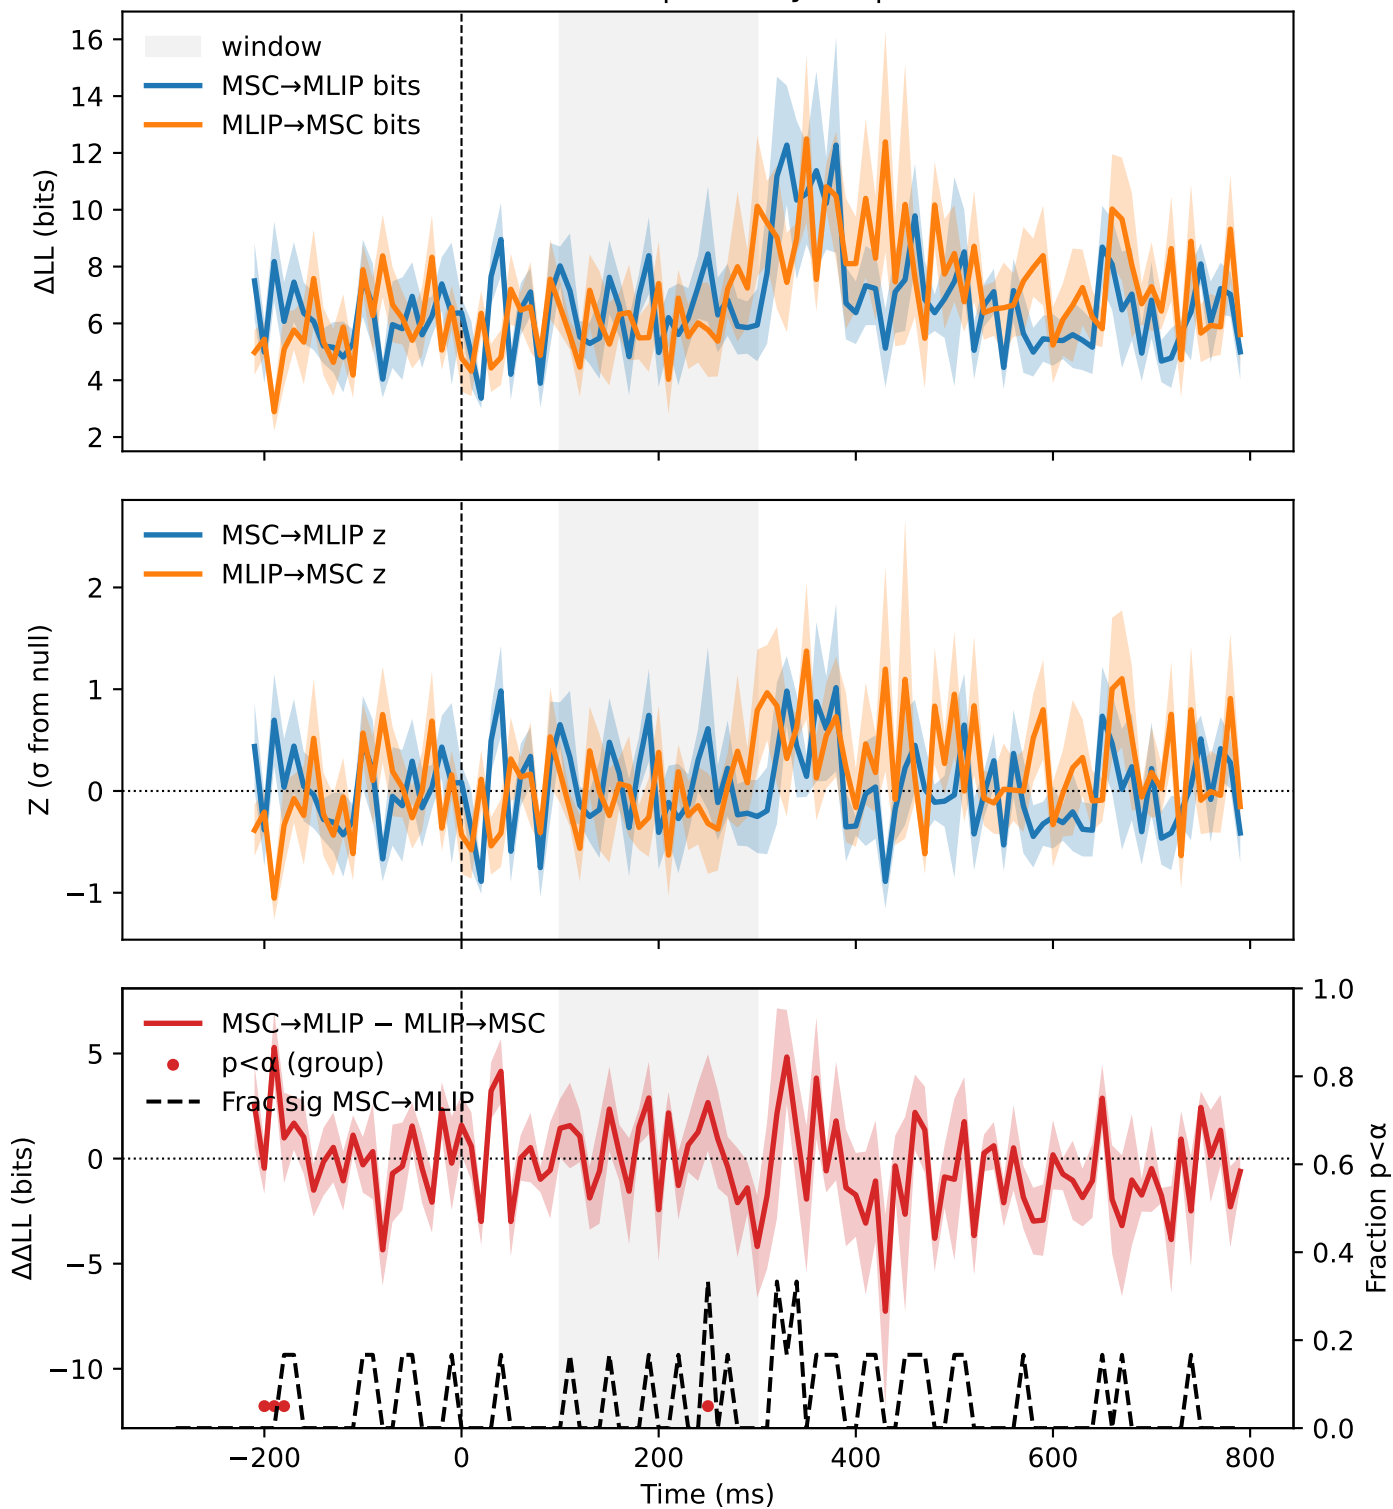 window
MSC→MLIP bits
MLIP→MSC bits
16
14
12
10
8
6
4
2
ΔLL (bits)
MSC→MLIP z
MLIP→MSC z
2
1
0
−1
Z (σ from null)
MSC→MLIP − MLIP→MSC
p<α (group)
Frac sig MSC→MLIP
5
0
−5
−10
ΔΔLL (bits)
1.0
0.8
0.6
0.4
0.2
0.0
Fraction p<α
−200 0 200 400 600 800
Time (ms)